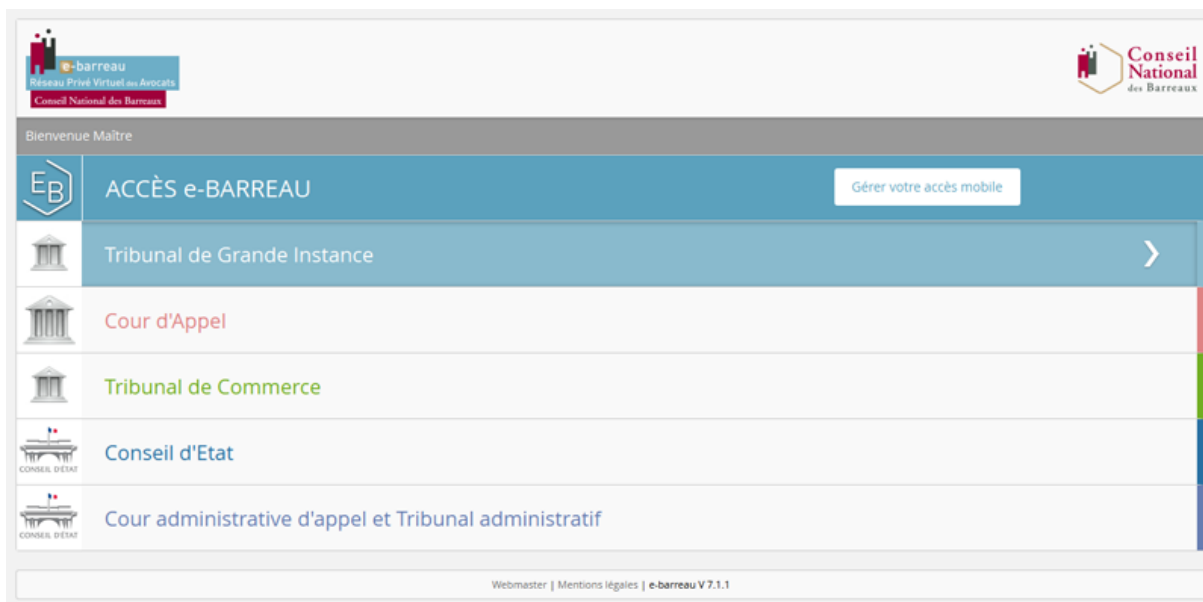 e-barreau
Réseau Privé Virtuel des Avocats
Conseil National des Barreaux
Conseil
National
des Barreaux
Bienvenue Maître
EB
ACCÈS e-BARREAU
Gérer votre accès mobile
Tribunal de Grande Instance
Cour d'Appel
Tribunal de Commerce
CONSEIL D'ÉTAT
Conseil d'Etat
CONSEIL D'ÉTAT
Cour administrative d'appel et Tribunal administratif
Webmaster | Mentions légales | e-barreau V 7.1.1